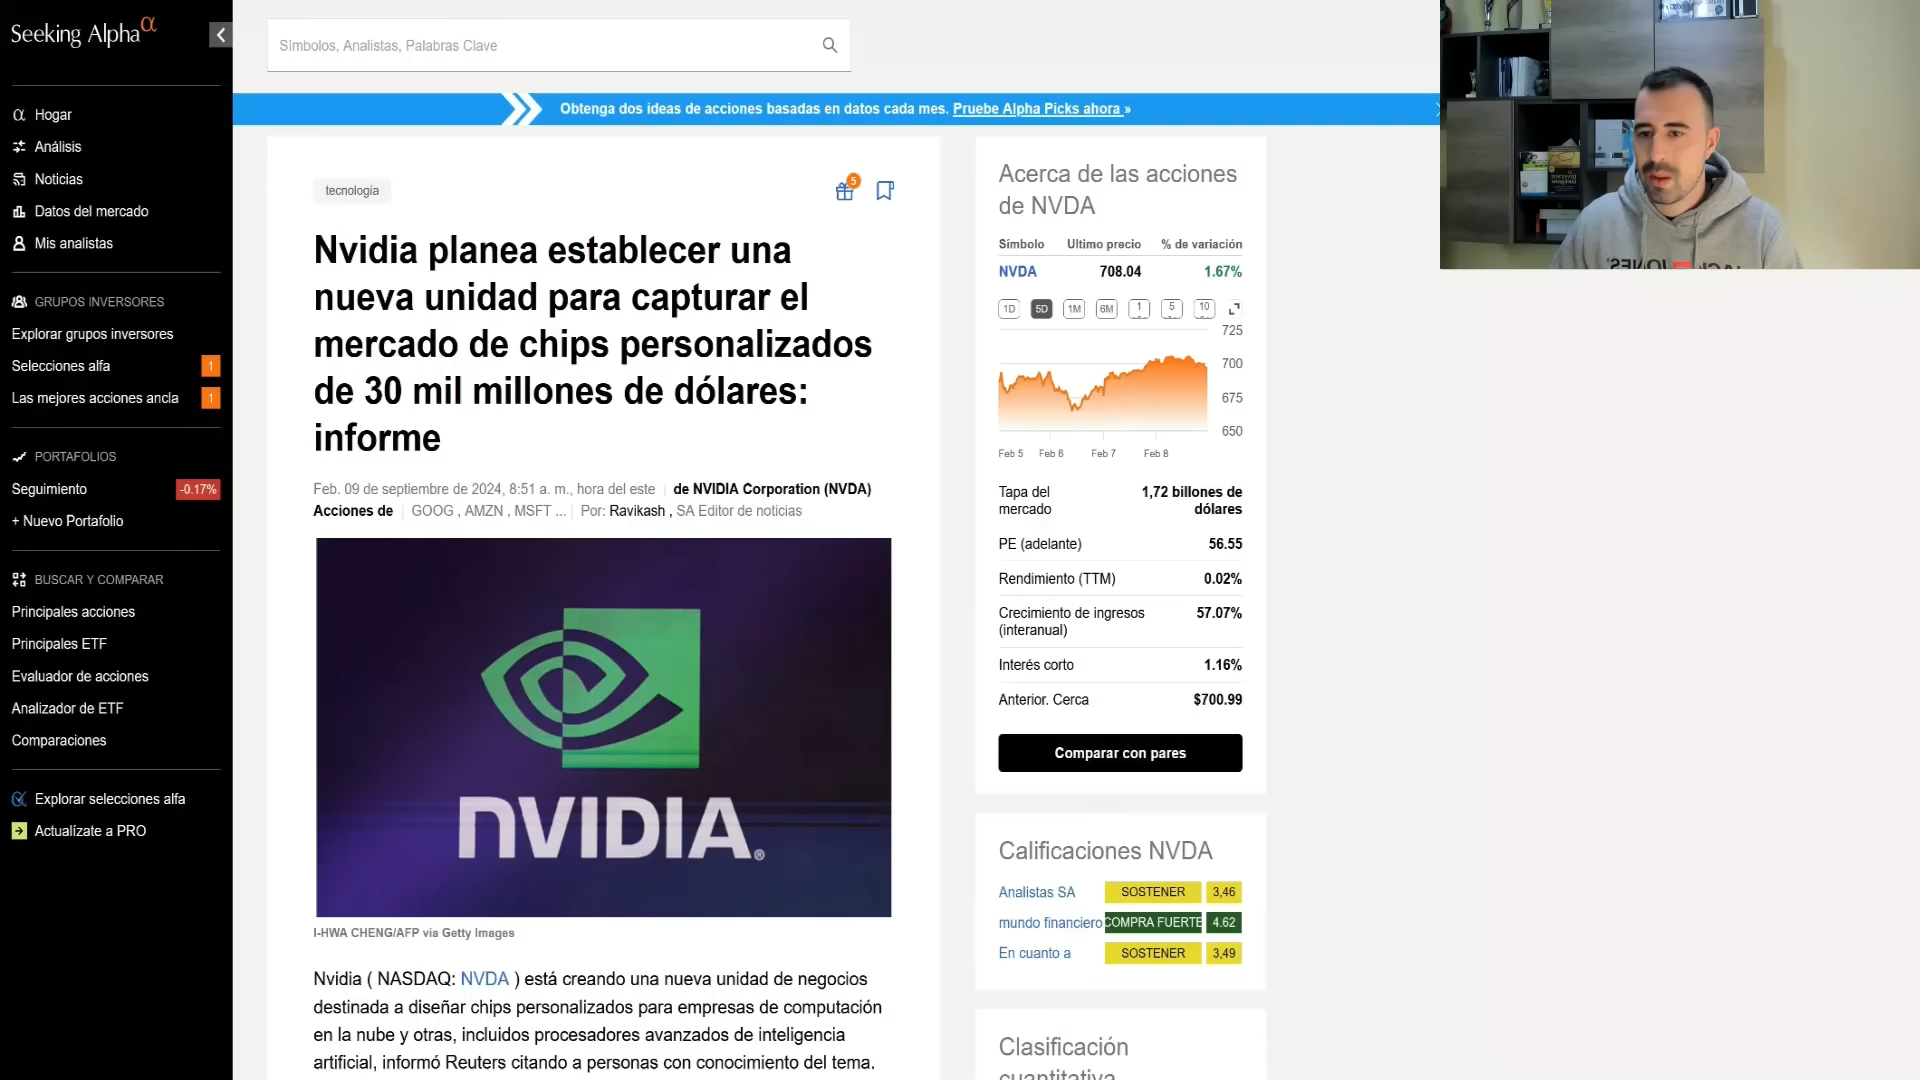 Seeking Alpha α
Símbolos, Analistas, Palabras Clave
Obtenga dos ideas de acciones basadas en datos cada mes. Pruebe Alpha Picks ahora »
α Hogar
Análisis
Noticias
Datos del mercado
Mis analistas
GRUPOS INVERSORES
Explorar grupos inversores
Selecciones alfa 1
Las mejores acciones ancla 1
PORTAFOLIOS
Seguimiento -0.17%
+ Nuevo Portafolio
BUSCAR Y COMPARAR
Principales acciones
Principales ETF
Evaluador de acciones
Analizador de ETF
Comparaciones
Explorar selecciones alfa
Actualízate a PRO
tecnología
5
Nvidia planea establecer una
nueva unidad para capturar el
mercado de chips personalizados
de 30 mil millones de dólares:
informe
Feb. 09 de septiembre de 2024, 8:51 a. m., hora del este | de NVIDIA Corporation (NVDA)
Acciones de | GOOG , AMZN , MSFT ... | Por: Ravikash , SA Editor de noticias
NVIDIA®
I-HWA CHENG/AFP via Getty Images
Nvidia ( NASDAQ: NVDA ) está creando una nueva unidad de negocios
destinada a diseñar chips personalizados para empresas de computación
en la nube y otras, incluidos procesadores avanzados de inteligencia
artificial, informó Reuters citando a personas con conocimiento del tema.
Acerca de las acciones
de NVDA
Símbolo Ultimo precio % de variación
NVDA 708.04 1.67%
1D 5D 1M 6M 1 5 10
725
700
675
650
Feb 5 Feb 6 Feb 7 Feb 8
Tapa del
mercado
1,72 billones de
dólares
PE (adelante) 56.55
Rendimiento (TTM) 0.02%
Crecimiento de ingresos
(interanual)
57.07%
Interés corto 1.16%
Anterior. Cerca $700.99
Comparar con pares
Calificaciones NVDA
Analistas SA SOSTENER 3,46
mundo financiero COMPRA FUERTE 4.62
En cuanto a SOSTENER 3,49
Clasificación
cuantitativa